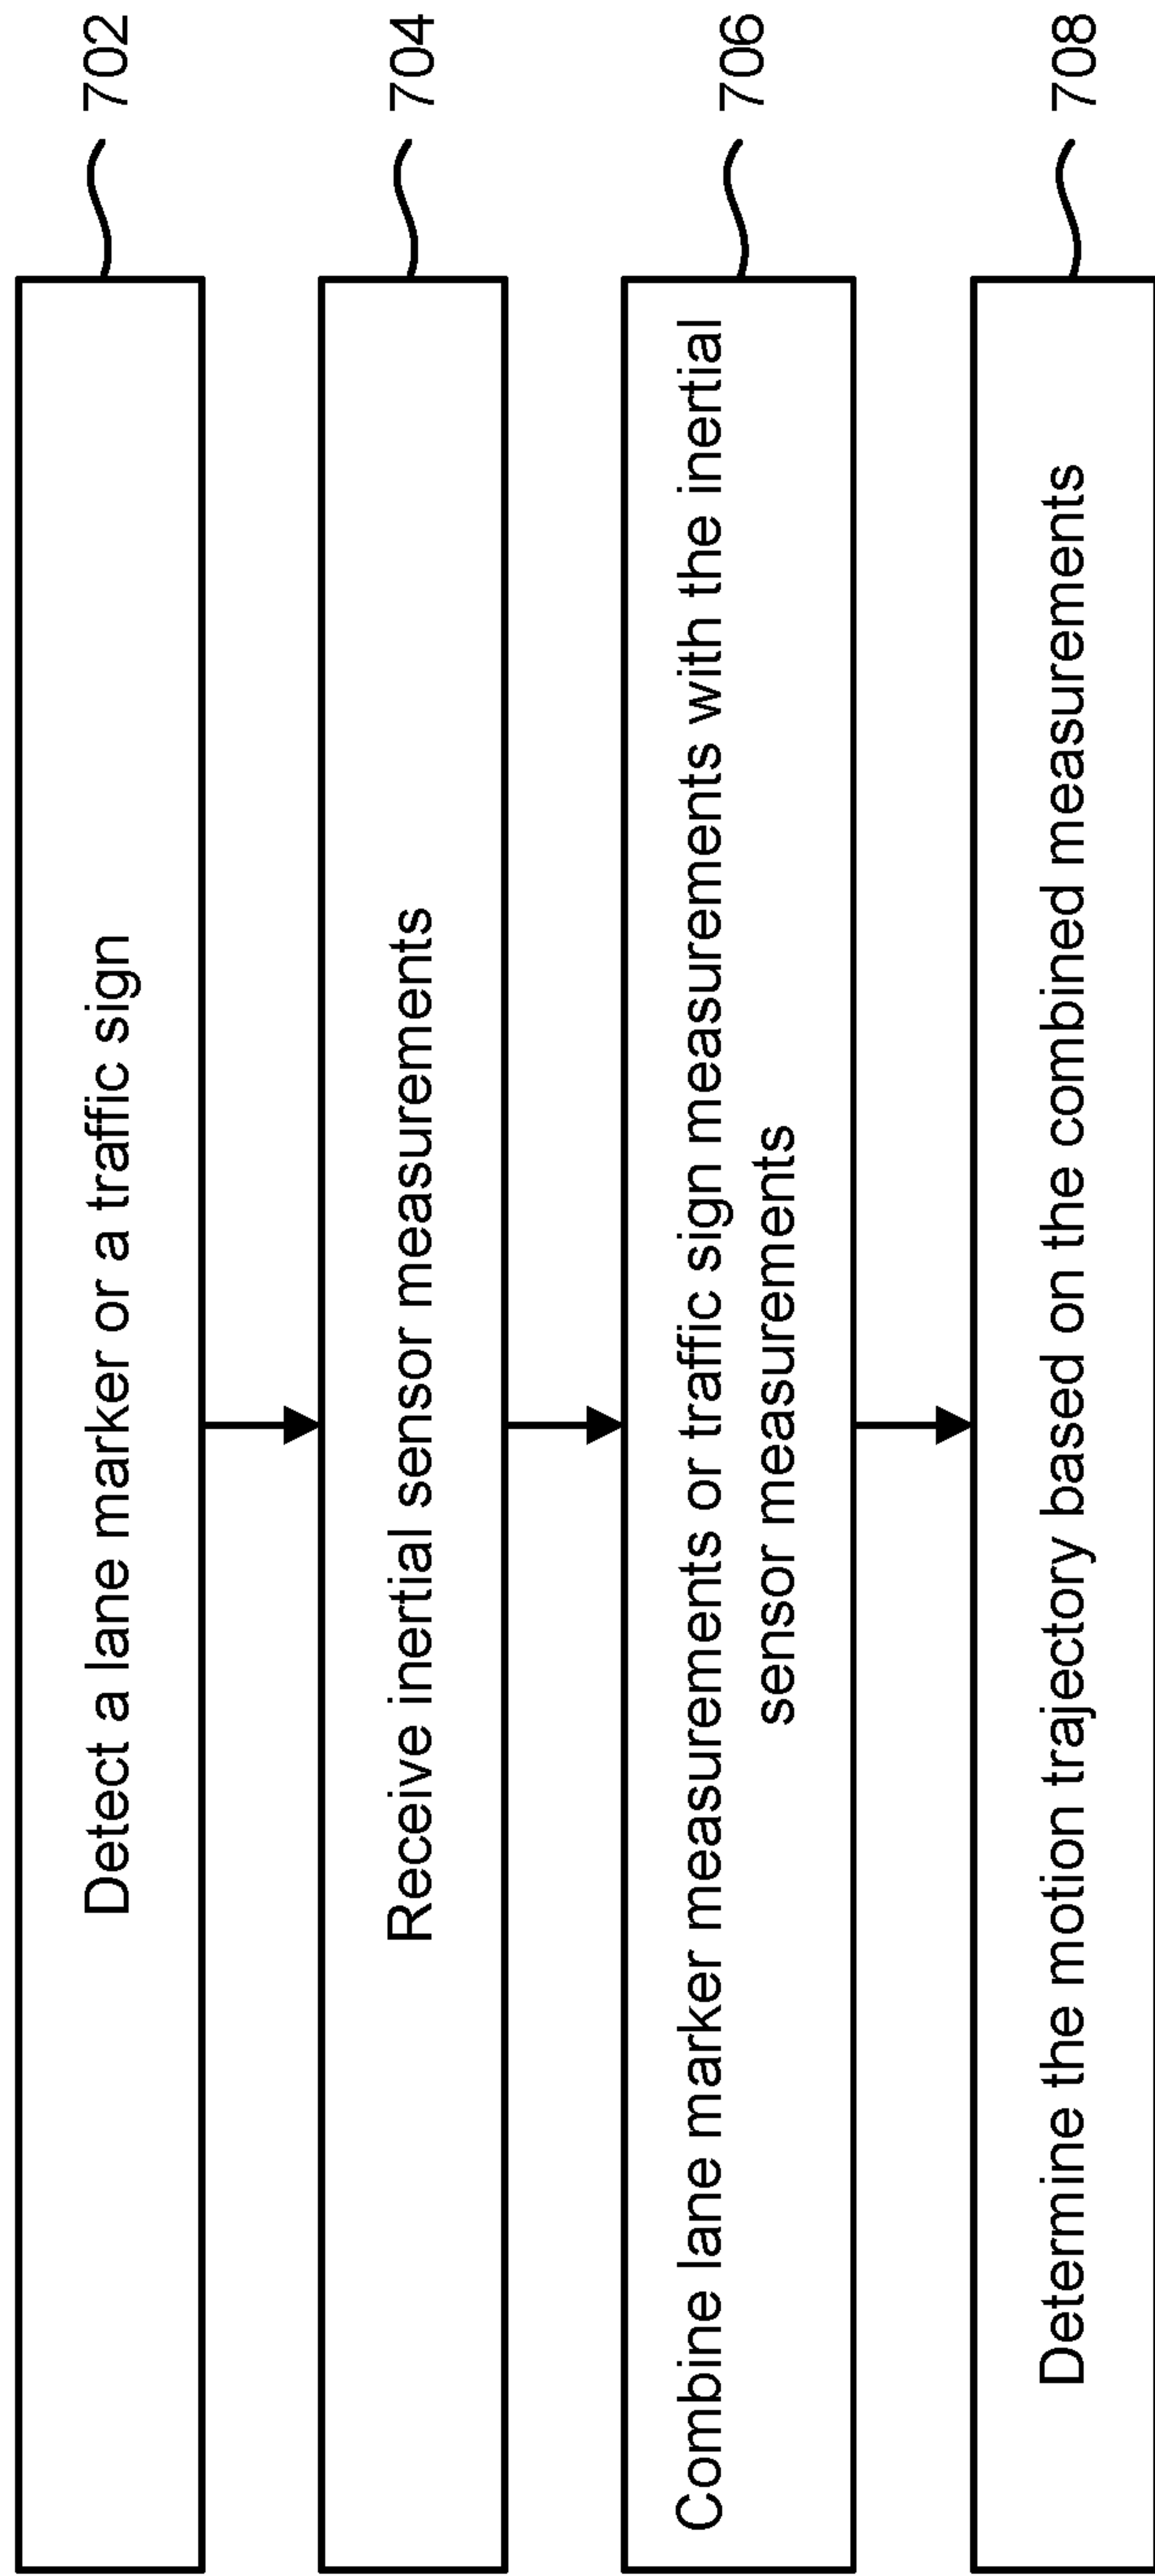 Detect a lane marker or a traffic sign
702
Receive inertial sensor measurements
704
Combine lane marker measurements or traffic sign measurements with the inertial
sensor measurements
706
Determine the motion trajectory based on the combined measurements
708